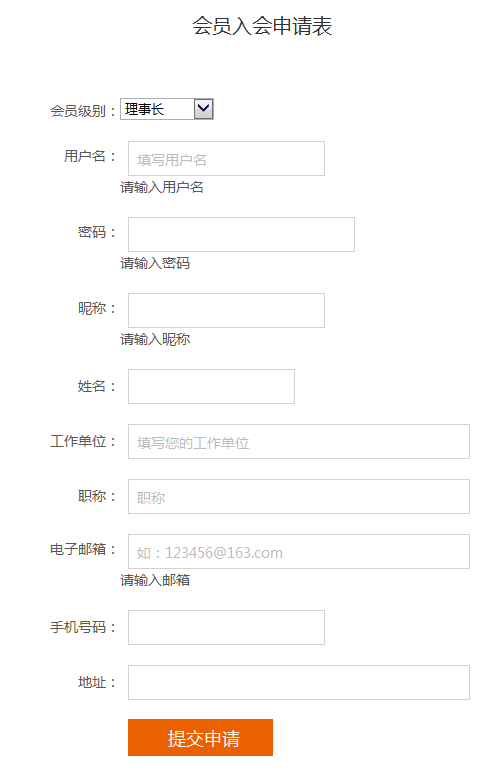 会员入会申请表
会员级别： 理事长
用户名： 填写用户名
请输入用户名
密码：
请输入密码
昵称：
请输入昵称
姓名：
工作单位： 填写您的工作单位
职称： 职称
电子邮箱： 如：123456@163.com
请输入邮箱
手机号码：
地址：
提交申请